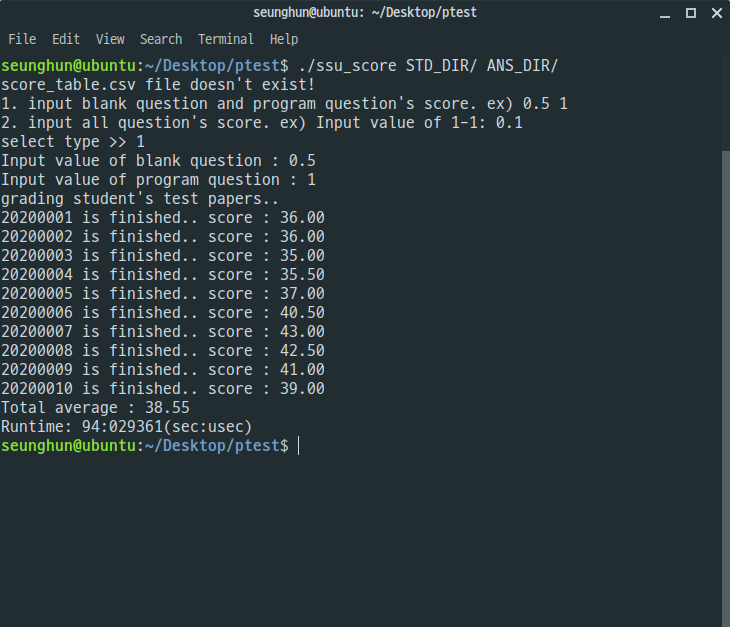 seunghun@ubuntu: ~/Desktop/ptest
File Edit View Search Terminal Help
seunghun@ubuntu:~/Desktop/ptest$ ./ssu_score STD_DIR/ ANS_DIR/
score_table.csv file doesn't exist!
1. input blank question and program question's score. ex) 0.5 1
2. input all question's score. ex) Input value of 1-1: 0.1
select type >> 1
Input value of blank question : 0.5
Input value of program question : 1
grading student's test papers..
20200001 is finished.. score : 36.00
20200002 is finished.. score : 36.00
20200003 is finished.. score : 35.00
20200004 is finished.. score : 35.50
20200005 is finished.. score : 37.00
20200006 is finished.. score : 40.50
20200007 is finished.. score : 43.00
20200008 is finished.. score : 42.50
20200009 is finished.. score : 41.00
20200010 is finished.. score : 39.00
Total average : 38.55
Runtime: 94:029361(sec:usec)
seunghun@ubuntu:~/Desktop/ptest$